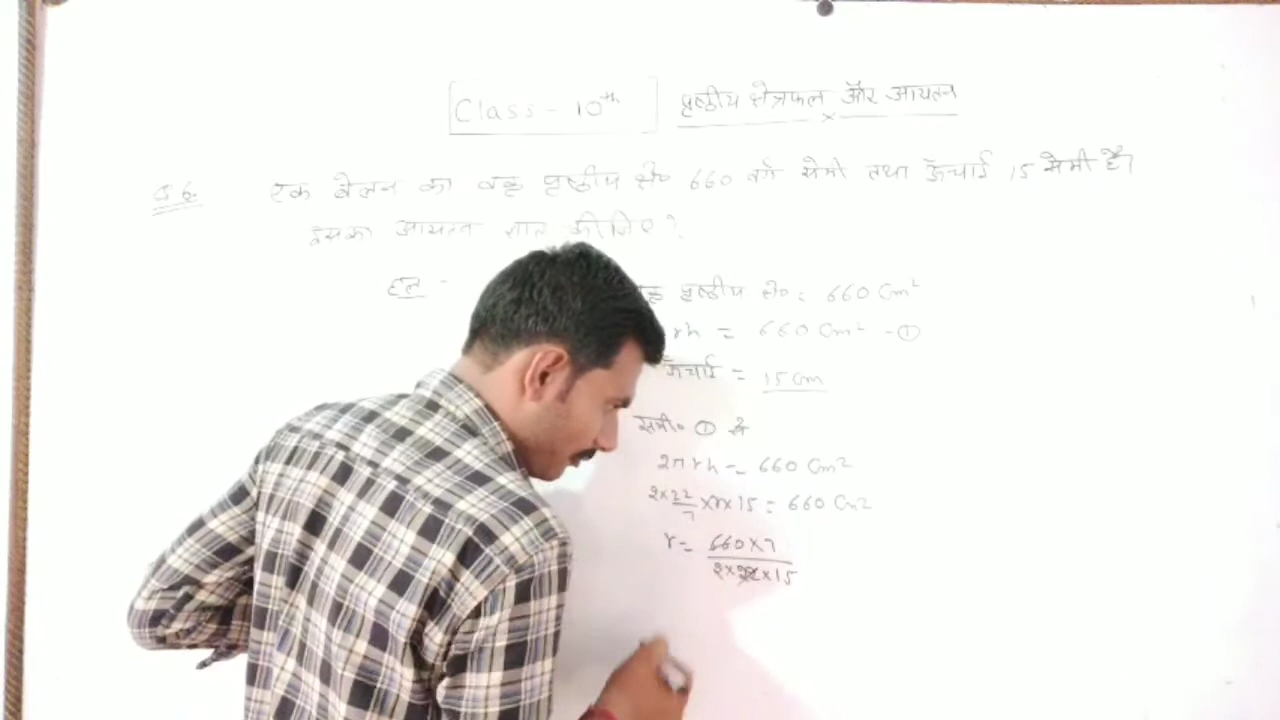 Class - 10th पृष्ठीय क्षेत्रफल और आयतन
एक बेलन का वक्र पृष्ठीय क्षे० 660 वर्ग सेमी तथा ऊँचाई 15 सेमी है।
इसका आयतन ज्ञात कीजिए?
हल -
पृष्ठीय क्षे० = 660 Cm²
rh = 660 Cm² - ①
ऊँचाई = 15 Cm
समी० ① से
2πrh = 660 Cm²
2×22/7 ×r×15 = 660 Cm2
r = 660×7 / 2×22×15